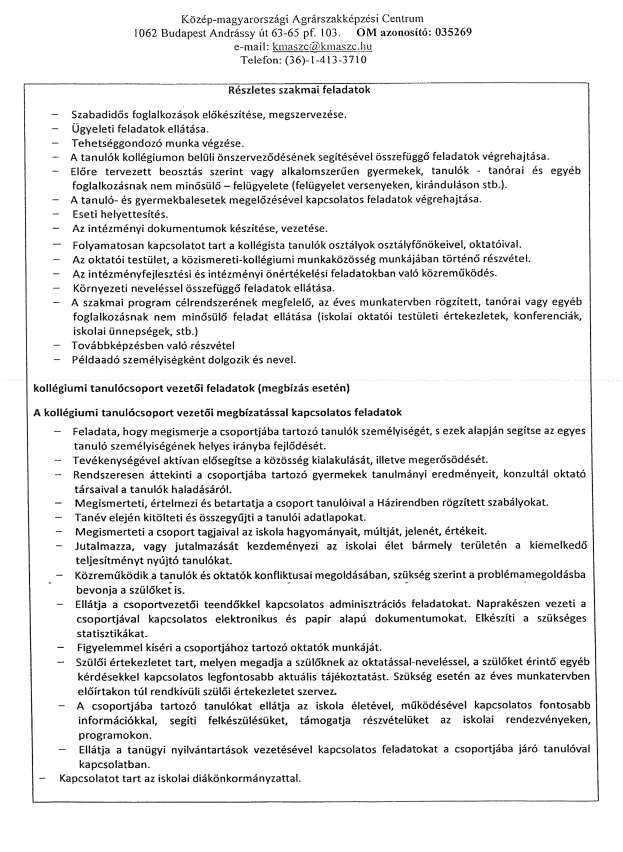 Közép-magyarországi Agrárszakképzési Centrum
1062 Budapest Andrássy út 63-65 pf. 103. OM azonosító: 035269
e-mail: kmaszc@kmaszc.hu
Telefon: (36)-1-413-3710
Részletes szakmai feladatok
− Szabadidős foglalkozások előkészítése, megszervezése.
− Ügyeleti feladatok ellátása.
− Tehetséggondozó munka végzése.
− A tanulók kollégiumon belüli önszerveződésének segítésével összefüggő feladatok végrehajtása.
− Előre tervezett beosztás szerint vagy alkalomszerűen gyermekek, tanulók - tanórai és egyéb
foglalkozásnak nem minősülő – felügyelete (felügyelet versenyeken, kiránduláson stb.).
− A tanuló- és gyermekbalesetek megelőzésével kapcsolatos feladatok végrehajtása.
− Eseti helyettesítés.
− Az intézményi dokumentumok készítése, vezetése.
− Folyamatosan kapcsolatot tart a kollégista tanulók osztályok osztályfőnökeivel, oktatóival.
− Az oktatói testület, a közismereti-kollégiumi munkaközösség munkájában történő részvétel.
− Az intézményfejlesztési és intézményi önértékelési feladatokban való közreműködés.
− Környezeti neveléssel összefüggő feladatok ellátása.
− A szakmai program célrendszerének megfelelő, az éves munkatervben rögzített, tanórai vagy egyéb
foglalkozásnak nem minősülő feladat ellátása (iskolai oktatói testületi értekezletek, konferenciák,
iskolai ünnepségek, stb.)
− Továbbképzésben való részvétel
− Példaadó személyiségként dolgozik és nevel.
kollégiumi tanulócsoport vezetői feladatok (megbízás esetén)
A kollégiumi tanulócsoport vezetői megbízatással kapcsolatos feladatok
− Feladata, hogy megismerje a csoportjába tartozó tanulók személyiségét, s ezek alapján segítse az egyes
tanuló személyiségének helyes irányba fejlődését.
− Tevékenységével aktívan elősegítse a közösség kialakulását, illetve megerősödését.
− Rendszeresen áttekinti a csoportjába tartozó gyermekek tanulmányi eredményeit, konzultál oktató
társaival a tanulók haladásáról.
− Megismerteti, értelmezi és betartatja a csoport tanulóival a Házirendben rögzített szabályokat.
− Tanév elején kitölteti és összegyűjti a tanulói adatlapokat.
− Megismerteti a csoport tagjaival az iskola hagyományait, múltját, jelenét, értékeit.
− Jutalmazza, vagy jutalmazását kezdeményezi az iskolai élet bármely területén a kiemelkedő
teljesítményt nyújtó tanulókat.
− Közreműködik a tanulók és oktatók konfliktusai megoldásában, szükség szerint a problémamegoldásba
bevonja a szülőket is.
− Ellátja a csoportvezetői teendőkkel kapcsolatos adminisztrációs feladatokat. Naprakészen vezeti a
csoportjával kapcsolatos elektronikus és papír alapú dokumentumokat. Elkészíti a szükséges
statisztikákat.
− Figyelemmel kíséri a csoportjához tartozó oktatók munkáját.
− Szülői értekezletet tart, melyen megadja a szülőknek az oktatással-neveléssel, a szülőket érintő egyéb
kérdésekkel kapcsolatos legfontosabb aktuális tájékoztatást. Szükség esetén az éves munkatervben
előírtakon túl rendkívüli szülői értekezletet szervez.
− A csoportjába tartozó tanulókat ellátja az iskola életével, működésével kapcsolatos fontosabb
információkkal, segíti felkészülésüket, támogatja részvételüket az iskolai rendezvényeken,
programokon.
− Ellátja a tanügyi nyilvántartások vezetésével kapcsolatos feladatokat a csoportjába járó tanulóval
kapcsolatban.
− Kapcsolatot tart az iskolai diákönkormányzattal.